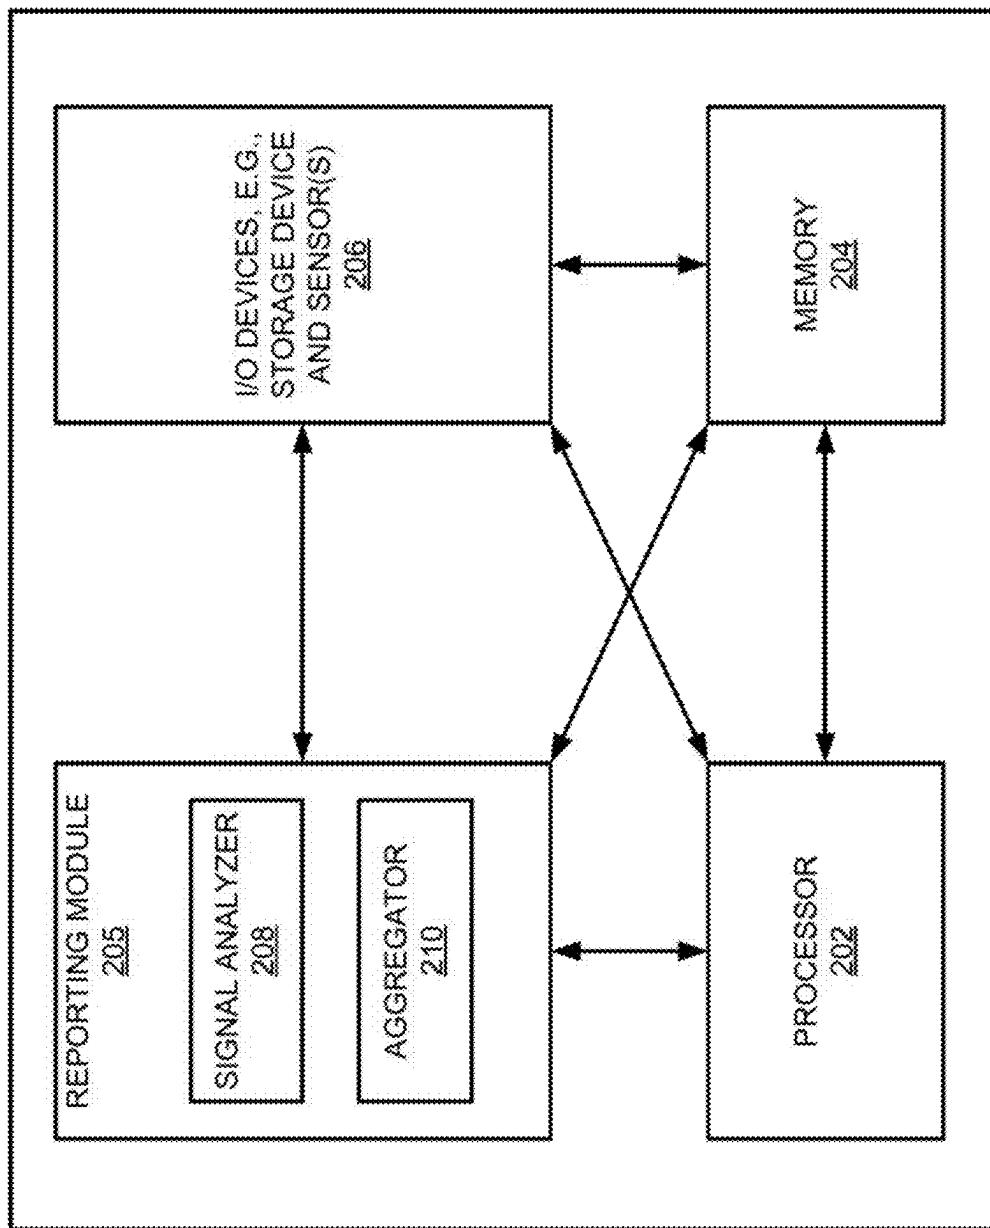 REPORTING MODULE
205
SIGNAL ANALYZER
208
AGGREGATOR
210
I/O DEVICES, E.G.,
STORAGE DEVICE
AND SENSOR(S)
206
PROCESSOR
202
MEMORY
204